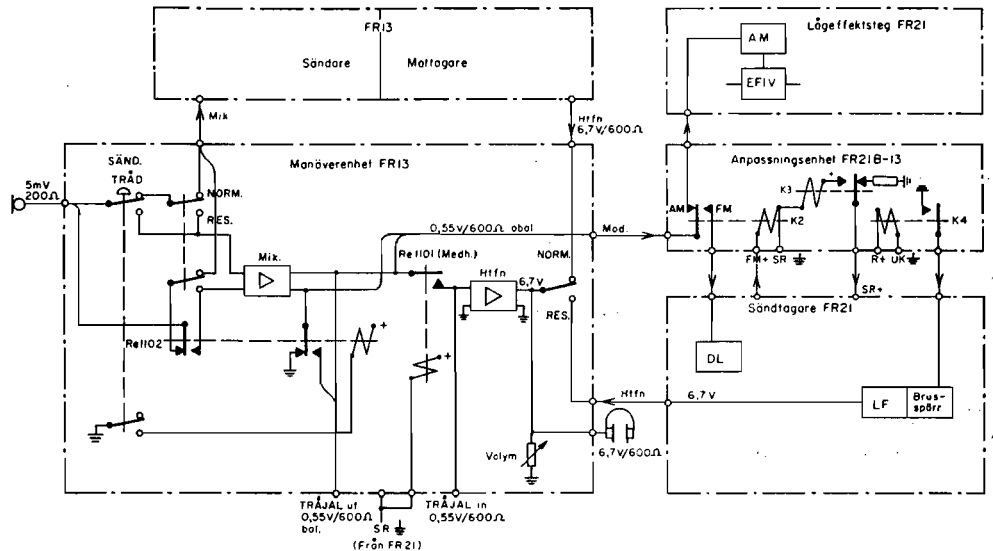 FR13
Sändare
Mottagare
Lågeffektsteg FR21
AM
EFIV
Mik
Htfn
6,7V/600Ω
SÄND.
TRÅD
Manöverenhet FR13
Anpassningsenhet FR21B-13
5mV
200Ω
NORM.
RES.
0,55V/600Ω obal
Mod.
AM
FM
K3
+
K2
K4
Mik.
Re1101 (Medh.)
Htfn
6,7V
NORM.
RES.
FM+
SR
R+
UK
SR+
Re1102
+
+
Sändtagare FR21
DL
LF
Brus-
spärr
Htfn
6,7V
Volym
6,7V/600Ω
TRÅJAL ut
0,55V/600Ω
bal.
SR
(Från FR21)
TRÅJAL in
0,55V/600Ω